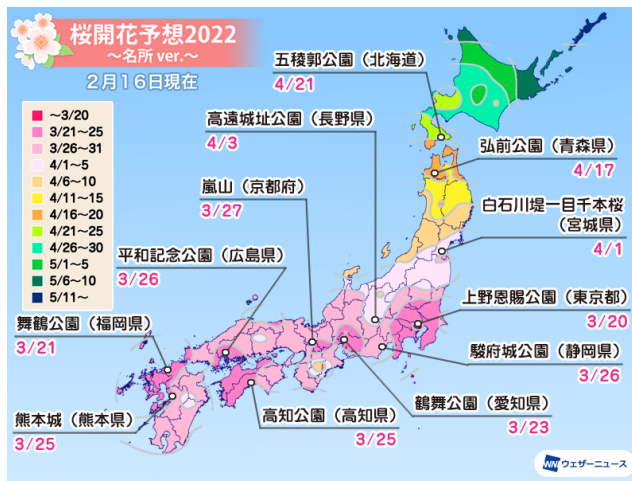 桜開花予想2022
～名所 ver.～
2月16日現在
～3/20
3/21～25
3/26～31
4/1～5
4/6～10
4/11～15
4/16～20
4/21～25
4/26～30
5/1～5
5/6～10
5/11～
五稜郭公園（北海道）
4/21
高遠城址公園（長野県）
4/3
弘前公園（青森県）
4/17
嵐山（京都府）
3/27
白石川堤一目千本桜
（宮城県）
4/1
平和記念公園（広島県）
3/26
上野恩賜公園（東京都）
3/20
舞鶴公園（福岡県）
3/21
駿府城公園（静岡県）
3/26
鶴舞公園（愛知県）
3/23
熊本城（熊本県）
3/25
高知公園（高知県）
3/25
WNI ウェザーニュース